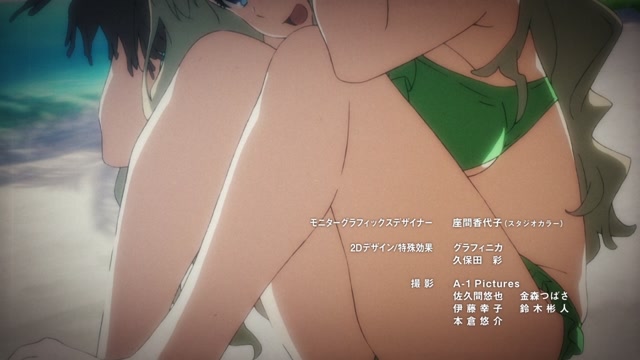 モニターグラフィックスデザイナー 座間香代子(スタジオカラー)
2Dデザイン/特殊効果 グラフィニカ
久保田 彩
撮影 A-1 Pictures
佐久間悠也 金森つばさ
伊藤幸子 鈴木彬人
本倉悠介